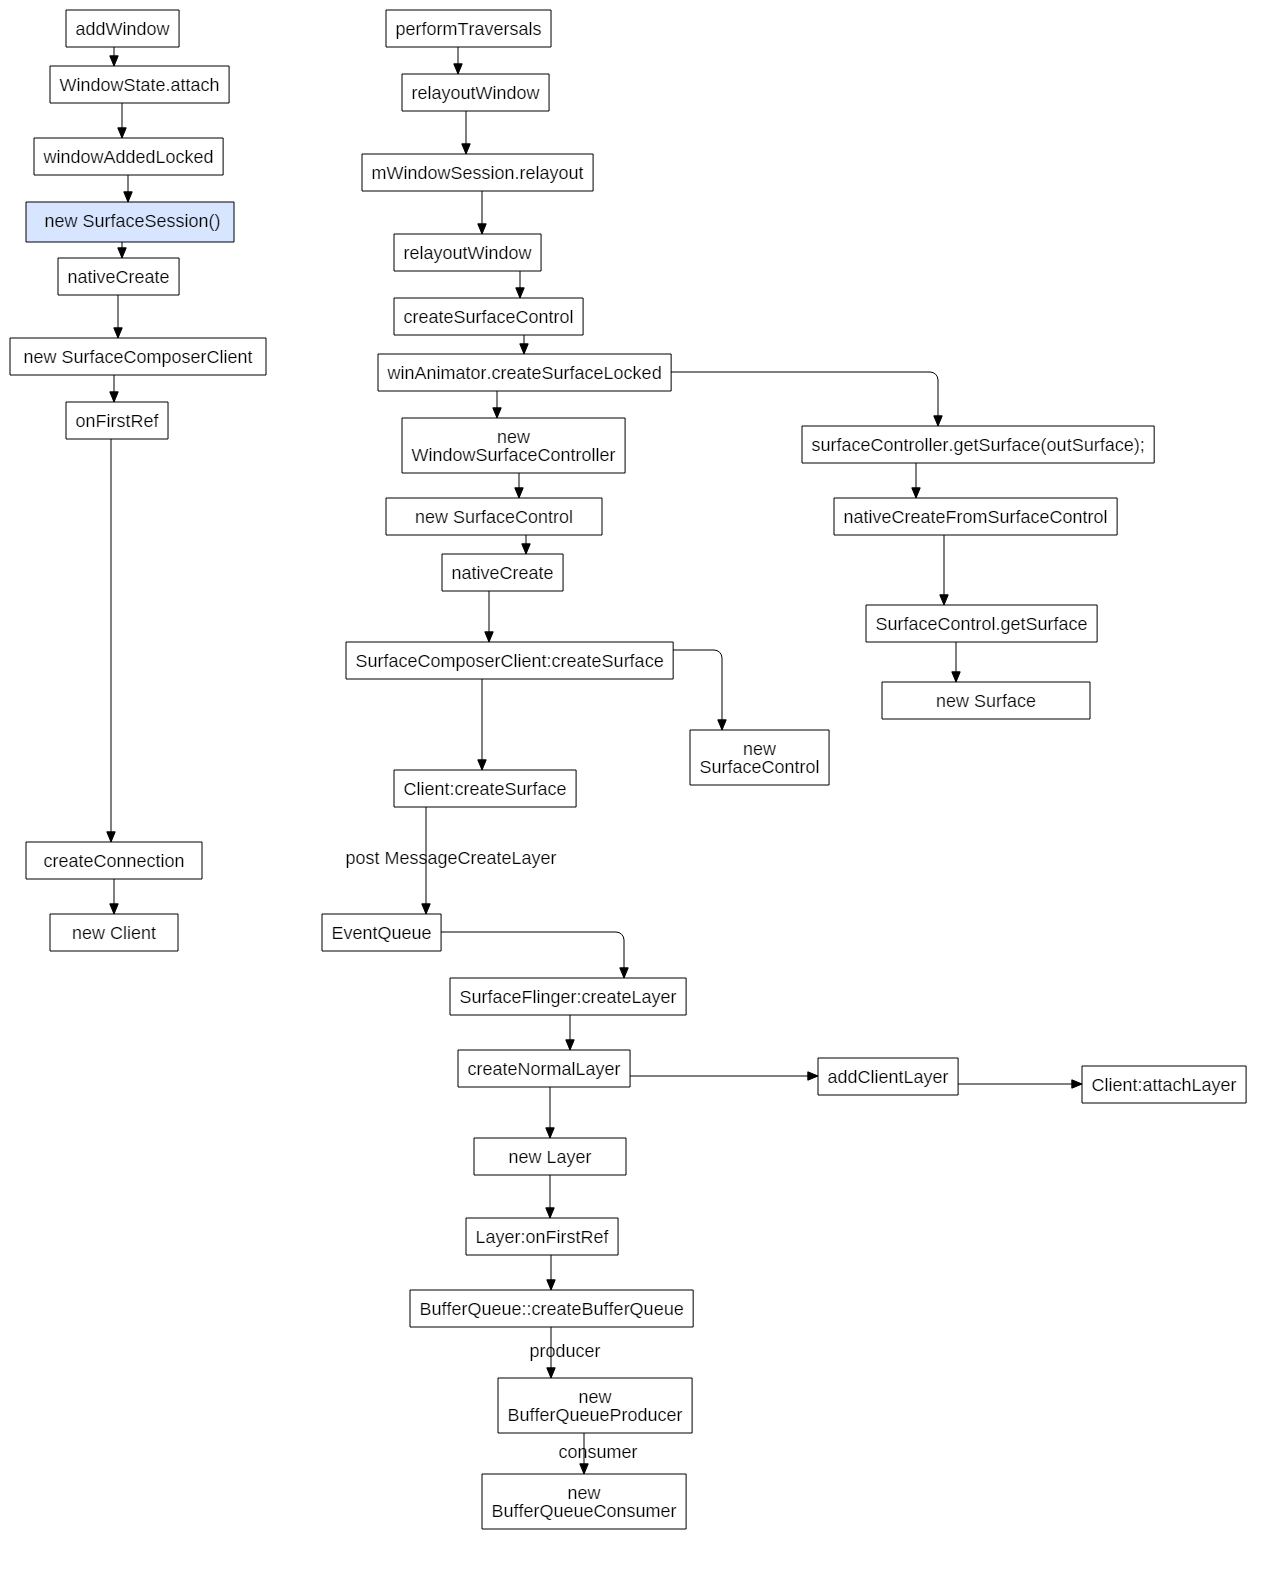 addWindow
WindowState.attach
windowAddedLocked
new SurfaceSession()
nativeCreate
new SurfaceComposerClient
onFirstRef
createConnection
new Client
performTraversals
relayoutWindow
mWindowSession.relayout
relayoutWindow
createSurfaceControl
winAnimator.createSurfaceLocked
new
WindowSurfaceController
new SurfaceControl
nativeCreate
SurfaceComposerClient:createSurface
new
SurfaceControl
Client:createSurface
post MessageCreateLayer
EventQueue
SurfaceFlinger:createLayer
createNormalLayer
addClientLayer
Client:attachLayer
new Layer
Layer:onFirstRef
BufferQueue::createBufferQueue
producer
new
BufferQueueProducer
consumer
new
BufferQueueConsumer
surfaceController.getSurface(outSurface);
nativeCreateFromSurfaceControl
SurfaceControl.getSurface
new Surface